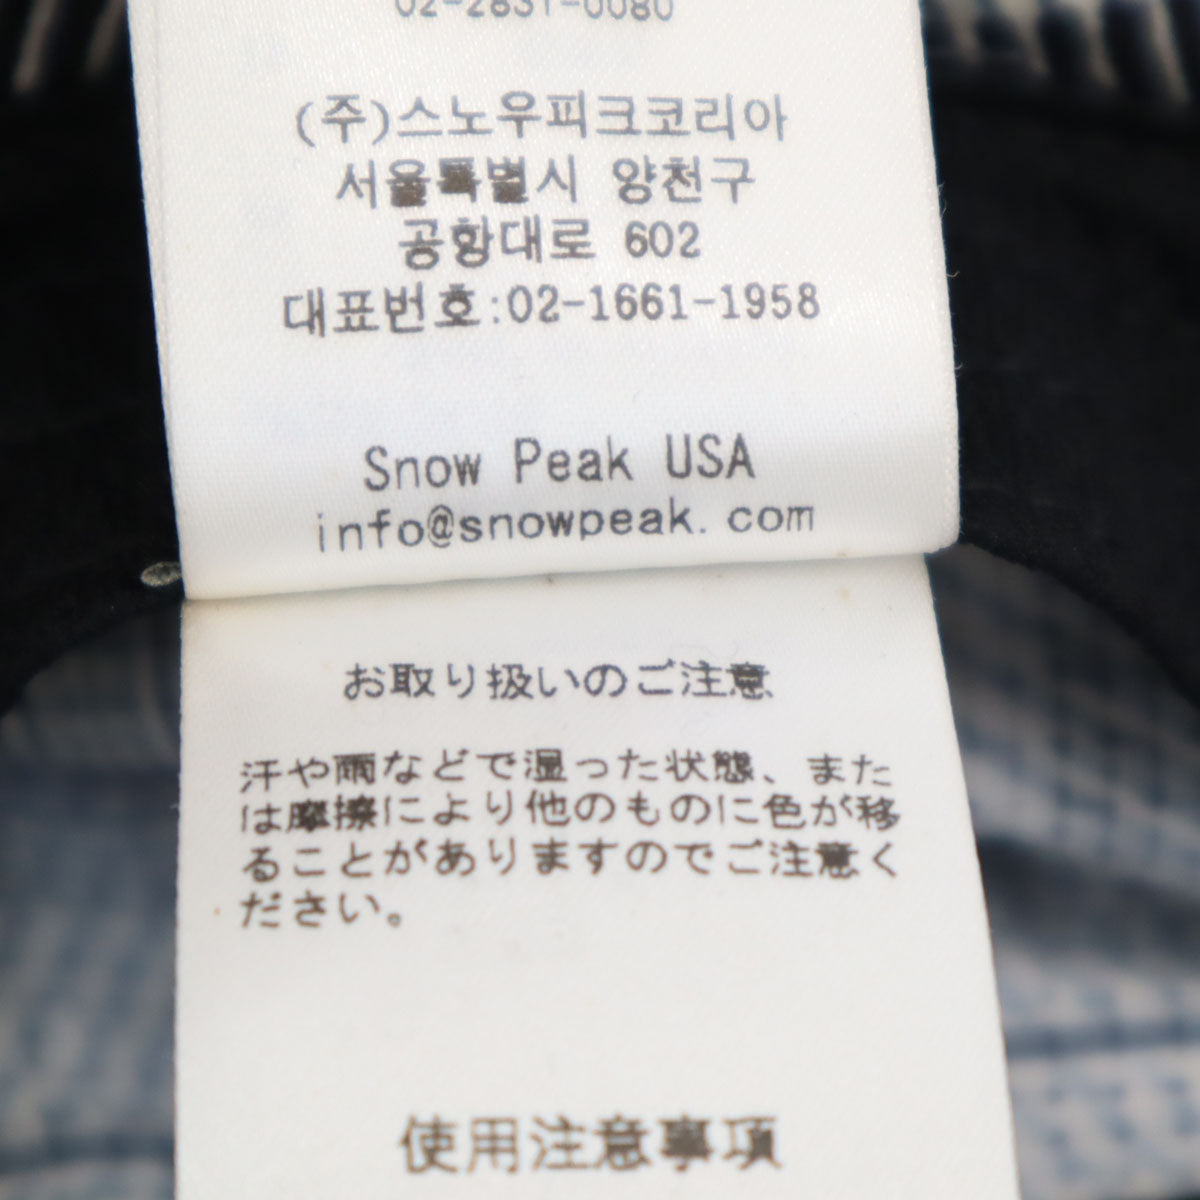 02-2831-0080
(주)스노우피크코리아
서울특별시 양천구
공항대로 602
대표번호:02-1661-1958
Snow Peak USA
info@snowpeak.com
お取り扱いのご注意
汗や雨などで湿った状態、また
は摩擦により他のものに色が移
ることがありますのでご注意く
ださい。
使用注意事項